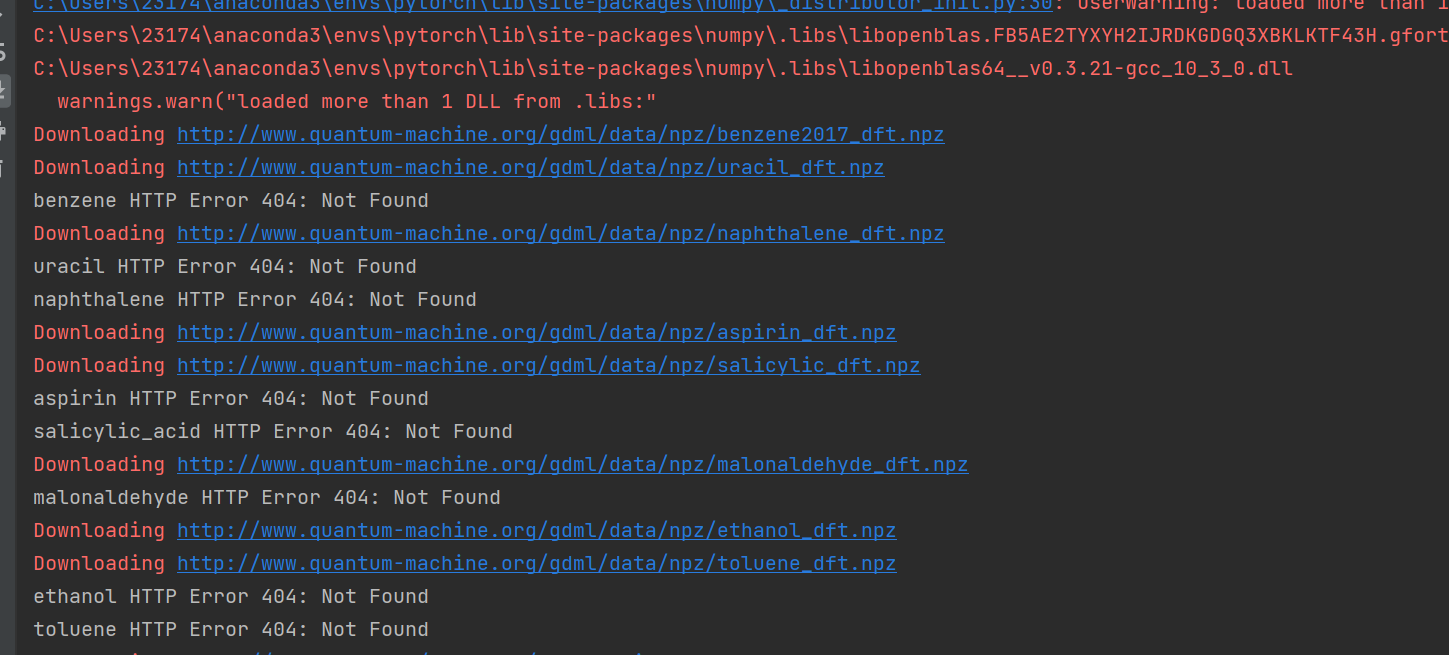 C:\Users\23174\anaconda3\envs\pytorch\lib\site-packages\numpy\_distributor_init.py:30: UserWarning: loaded more than 1
C:\Users\23174\anaconda3\envs\pytorch\lib\site-packages\numpy\.libs\libopenblas.FB5AE2TYXYH2IJRDKGDGQ3XBKLKTF43H.gfort
C:\Users\23174\anaconda3\envs\pytorch\lib\site-packages\numpy\.libs\libopenblas64__v0.3.21-gcc_10_3_0.dll
warnings.warn("loaded more than 1 DLL from .libs:"
Downloading http://www.quantum-machine.org/gdml/data/npz/benzene2017_dft.npz
Downloading http://www.quantum-machine.org/gdml/data/npz/uracil_dft.npz
benzene HTTP Error 404: Not Found
Downloading http://www.quantum-machine.org/gdml/data/npz/naphthalene_dft.npz
uracil HTTP Error 404: Not Found
naphthalene HTTP Error 404: Not Found
Downloading http://www.quantum-machine.org/gdml/data/npz/aspirin_dft.npz
Downloading http://www.quantum-machine.org/gdml/data/npz/salicylic_dft.npz
aspirin HTTP Error 404: Not Found
salicylic_acid HTTP Error 404: Not Found
Downloading http://www.quantum-machine.org/gdml/data/npz/malonaldehyde_dft.npz
malonaldehyde HTTP Error 404: Not Found
Downloading http://www.quantum-machine.org/gdml/data/npz/ethanol_dft.npz
Downloading http://www.quantum-machine.org/gdml/data/npz/toluene_dft.npz
ethanol HTTP Error 404: Not Found
toluene HTTP Error 404: Not Found